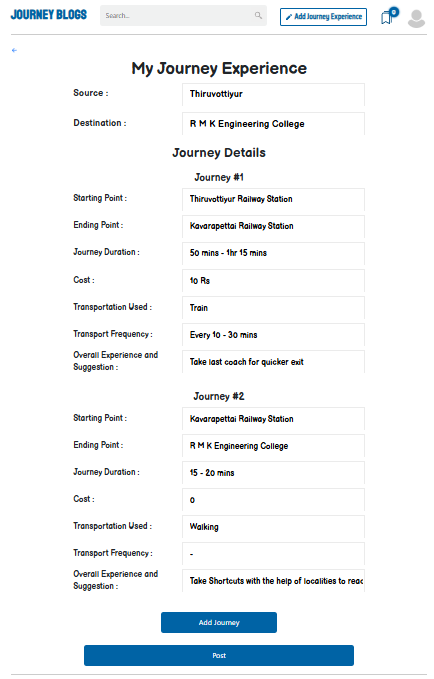 JOURNEY BLOGS
Search...
Add Journey Experience
0
My Journey Experience
Source :
Thiruvottiyur
Destination :
R M K Engineering College
Journey Details
Journey #1
Starting Point :
Thiruvottiyur Railway Station
Ending Point :
Kavarapettai Railway Station
Journey Duration :
50 mins - 1hr 15 mins
Cost :
10 Rs
Transportation Used :
Train
Transport Frequency :
Every 10 - 30 mins
Overall Experience and
Suggestion :
Take last coach for quicker exit
Journey #2
Starting Point :
Kavarapettai Railway Station
Ending Point :
R M K Engineering College
Journey Duration :
15 - 20 mins
Cost :
0
Transportation Used :
Walking
Transport Frequency :
-
Overall Experience and
Suggestion :
Take Shortcuts with the help of localities to reac
Add Journey
Post